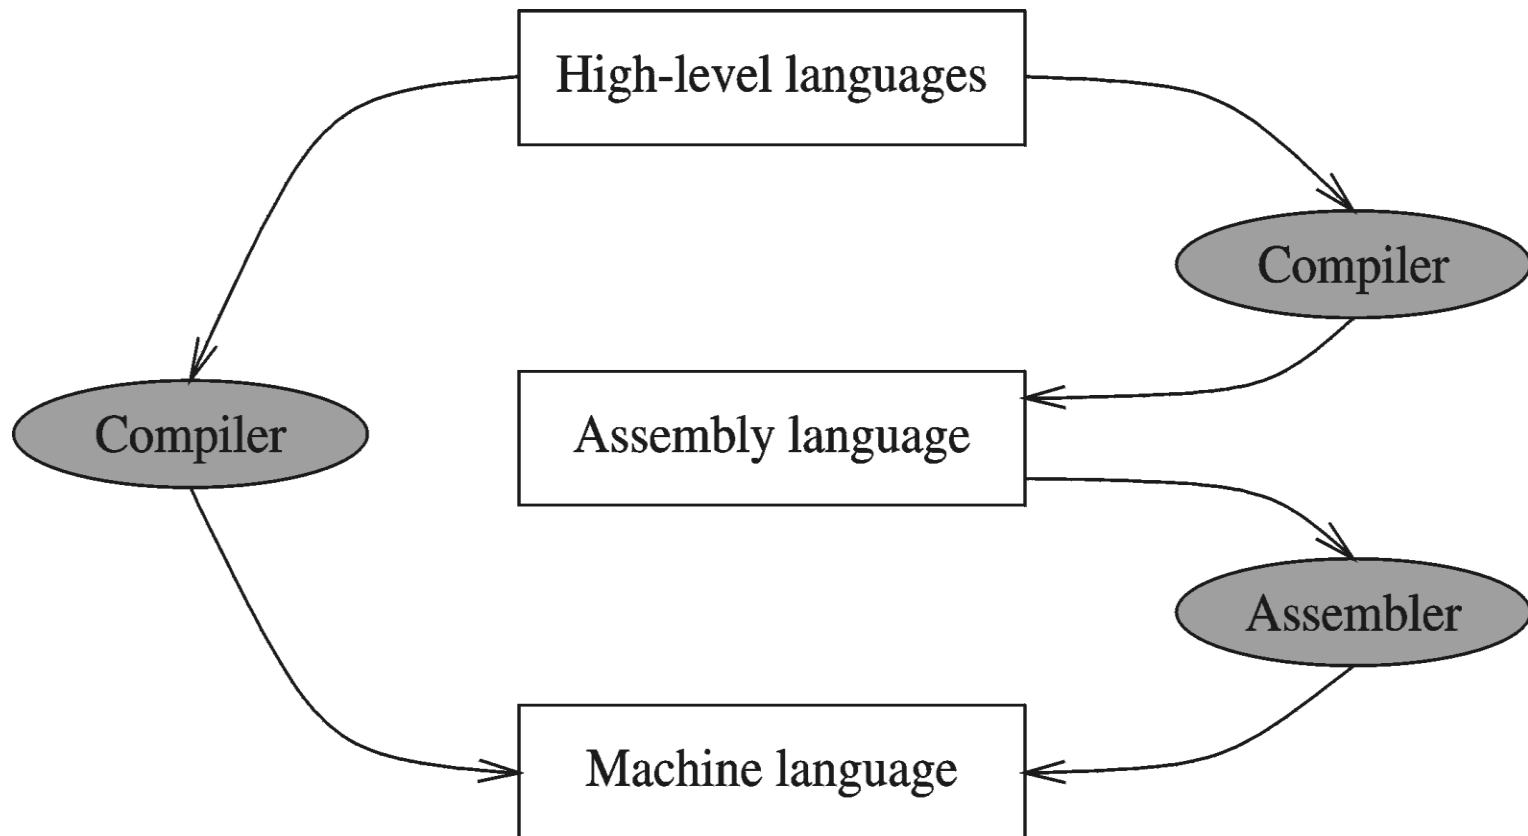 High-level languages
Compiler
Compiler
Assembly language
Assembler
Machine language